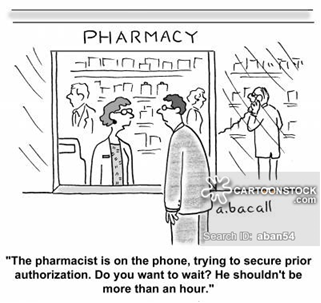 PHARMACY
CARTOONSTOCK
.com
a.bacall
Search ID: aban54
"The pharmacist is on the phone, trying to secure prior
authorization. Do you want to wait? He shouldn't be
more than an hour."